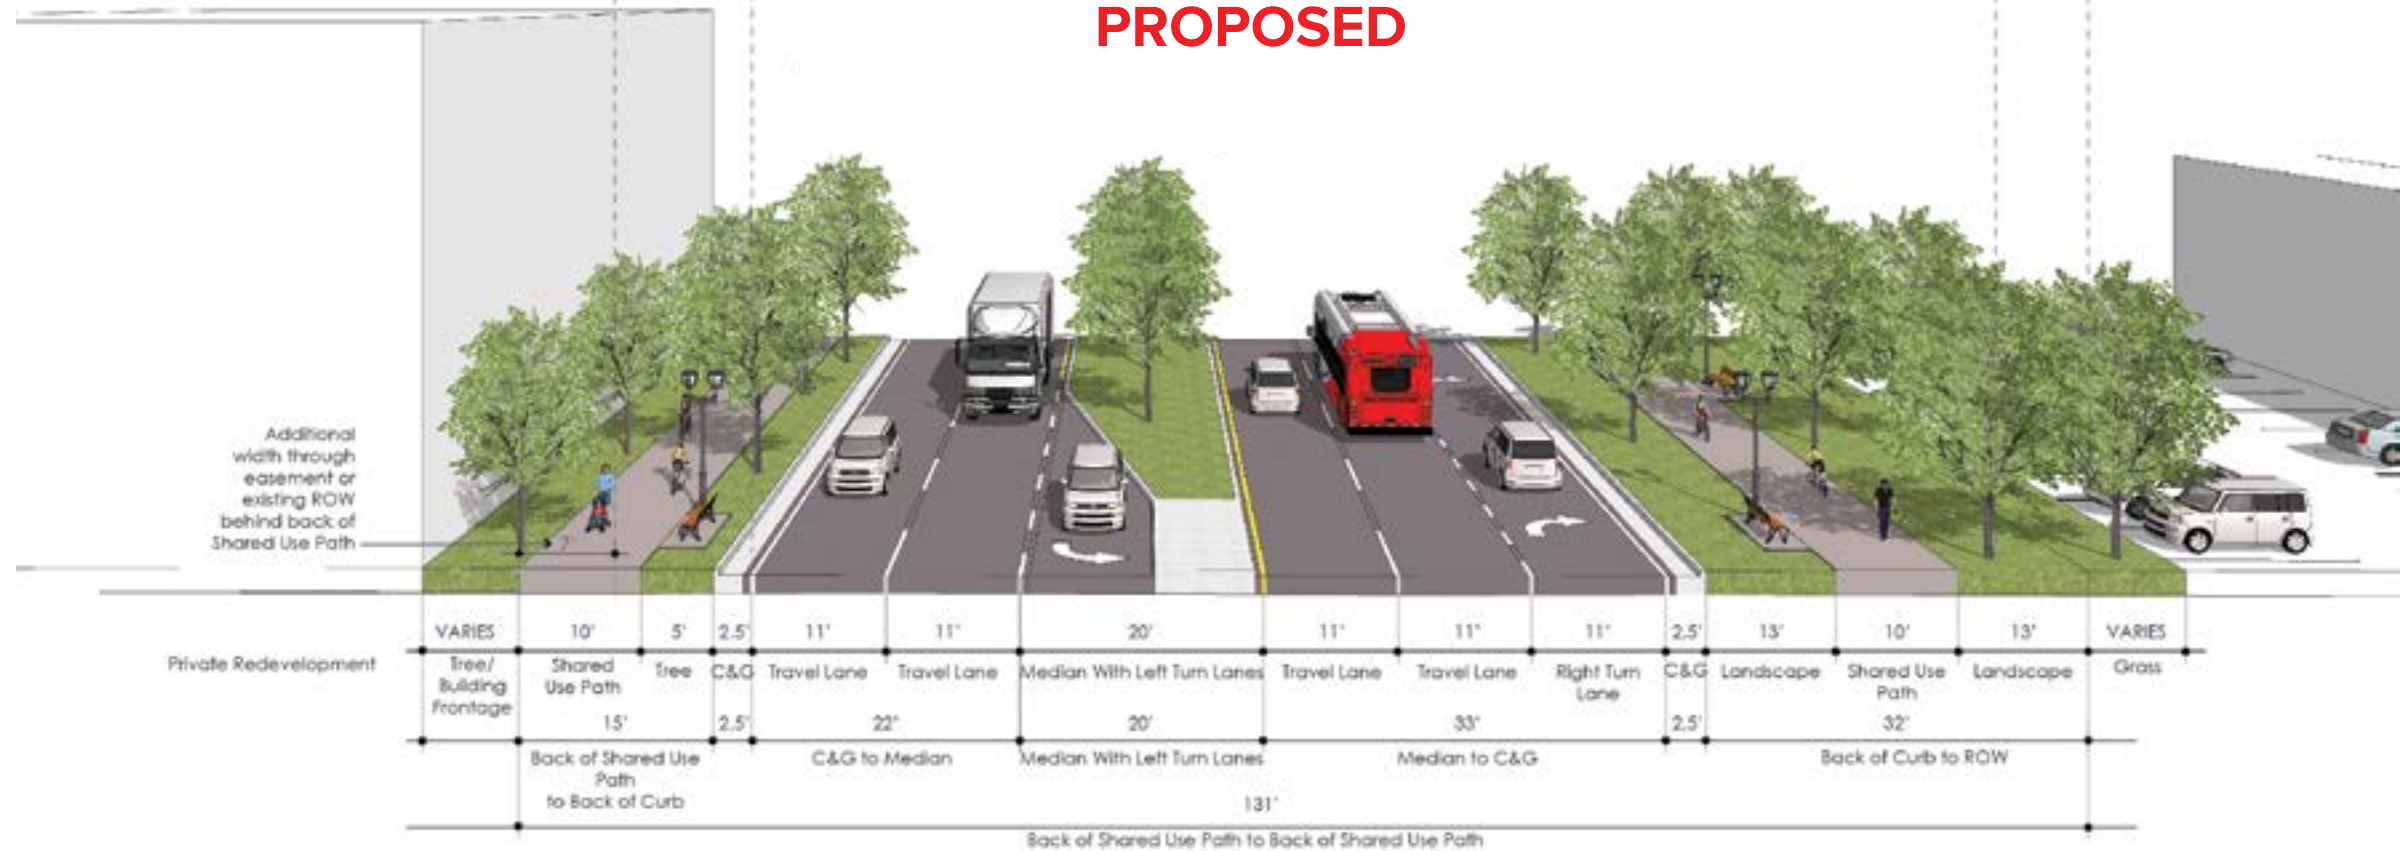 PROPOSED
Additional
width through
easement or
existing ROW
behind back of
Shared Use Path
VARIES 10' 5' 2.5' 11' 11' 20' 11' 11' 11' 2.5' 13' 10' 13' VARIES
Private Redevelopment
Tree/
Building
Frontage
Shared
Use Path
Tree
C&G
Travel Lane
Travel Lane
Median With Left Turn Lanes
Travel Lane
Travel Lane
Right Turn
Lane
C&G
Landscape
Shared Use
Path
Landscape
Grass
15' 2.5' 22' 20' 33' 2.5' 32'
Back of Shared Use
Path
to Back of Curb
C&G to Median
Median With Left Turn Lanes
Median to C&G
Back of Curb to ROW
131'
Back of Shared Use Path to Back of Shared Use Path